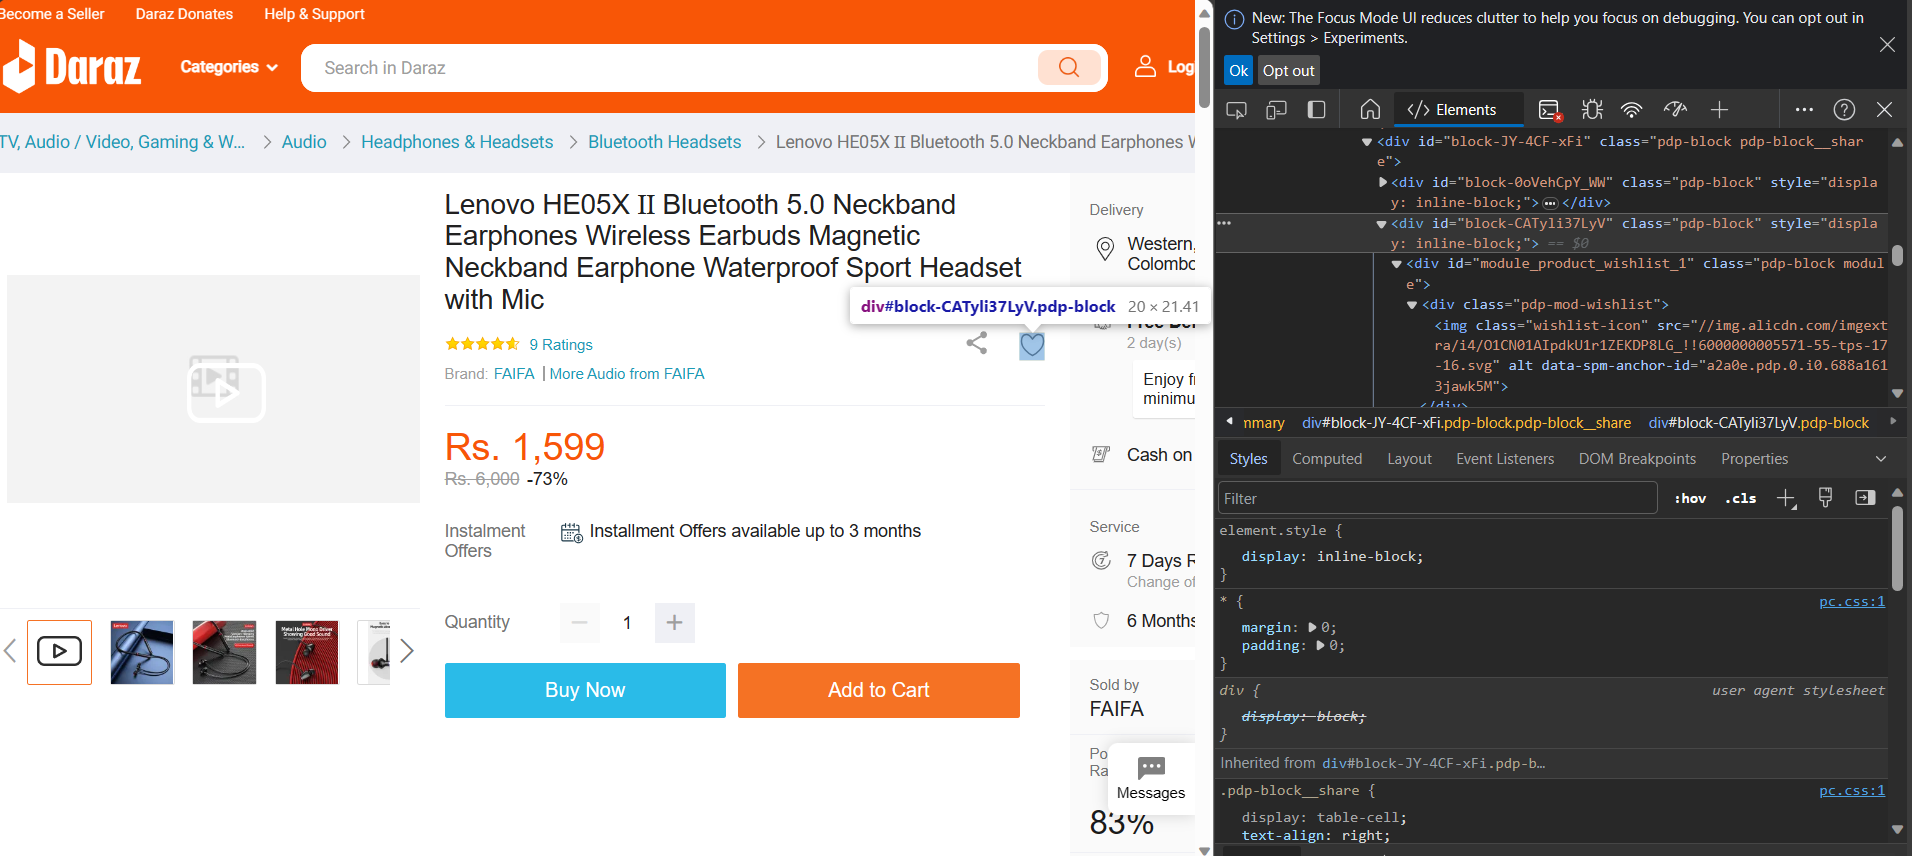 Become a Seller
Daraz Donates
Help & Support
Daraz
Categories
Search in Daraz
TV, Audio / Video, Gaming & W...
Audio
Headphones & Headsets
Bluetooth Headsets
Lenovo HE05X II Bluetooth 5.0 Neckband Earphones
Lenovo HE05X II Bluetooth 5.0 Neckband
Earphones Wireless Earbuds Magnetic
Neckband Earphone Waterproof Sport Headset
with Mic
div#block-CATyli37LyV.pdp-block 20 × 21.41
9 Ratings
Brand: FAIFA | More Audio from FAIFA
Rs. 1,599
Rs. 6,000 -73%
Instalment
Offers
Installment Offers available up to 3 months
Quantity
1
Buy Now
Add to Cart
Delivery
Western,
Colombo
2 day(s)
Enjoy
Cash on
Service
7 Days
Change of
6 Months
Sold by
FAIFA
Messages
83%
New: The Focus Mode UI reduces clutter to help you focus on debugging. You can opt out in
Settings > Experiments.
Ok
Opt out
Elements
<div id="block-JY-4CF-xFi" class="pdp-block pdp-block__shar
e">
<div id="block-0oVehCpY_WW" class="pdp-block" style="displa
y: inline-block;"> … </div>
<div id="block-CATyli37LyV" class="pdp-block" style="displa
y: inline-block;"> == $0
<div id="module_product_wishlist_1" class="pdp-block modul
e">
<div class="pdp-mod-wishlist">
<img class="wishlist-icon" src="//img.alicdn.com/imgext
ra/i4/O1CN01AIpdkU1r1ZEKDP8LG_!!6000000005571-55-tps-17
-16.svg" alt data-spm-anchor-id="a2a0e.pdp.0.i0.688a161
3jawk5M">
</div>
mmary
div#block-JY-4CF-xFi.pdp-block.pdp-block__share
div#block-CATyli37LyV.pdp-block
Styles
Computed
Layout
Event Listeners
DOM Breakpoints
Properties
Filter
:hov
.cls
element.style {
display: inline-block;
}
* {
pc.css:1
margin: 0;
padding: 0;
}
div {
user agent stylesheet
display: block;
}
Inherited from div#block-JY-4CF-xFi.pdp-b…
.pdp-block__share {
pc.css:1
display: table-cell;
text-align: right;